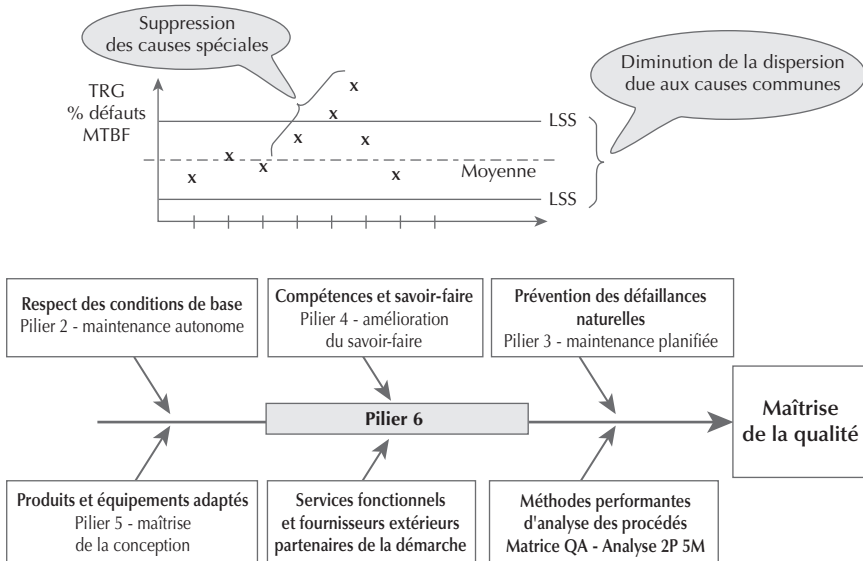 Suppression
des causes spéciales
Diminution de la dispersion
due aux causes communes
TRG
% défauts
MTBF
x
x
x
x
x
x
x
x
LSS
Moyenne
LSS
Respect des conditions de base
Pilier 2 - maintenance autonome
Compétences et savoir-faire
Pilier 4 - amélioration
du savoir-faire
Prévention des défaillances
naturelles
Pilier 3 - maintenance planifiée
Pilier 6
Maîtrise
de la qualité
Produits et équipements adaptés
Pilier 5 - maîtrise
de la conception
Services fonctionnels
et fournisseurs extérieurs
partenaires de la démarche
Méthodes performantes
d'analyse des procédés
Matrice QA - Analyse 2P 5M